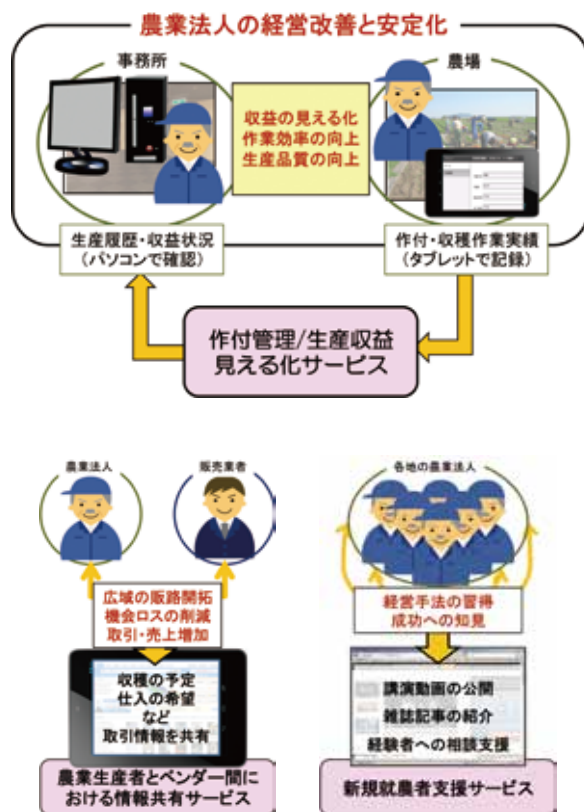 農業法人の経営改善と安定化
事務所
農場
収益の見える化
作業効率の向上
生産品質の向上
生産履歴・収益状況
(パソコンで確認)
作付・収穫作業実績
(タブレットで記録)
作付管理/生産収益
見える化サービス
農業法人
販売業者
広域の販路開拓
機会ロスの削減
取引・売上増加
収穫の予定
仕入の希望
など
取引情報を共有
農業生産者とベンダー間に
おける情報共有サービス
各地の農業法人
経営手法の習得
成功への知見
講演動画の公開
雑誌記事の紹介
経験者への相談支援
新規就農者支援サービス